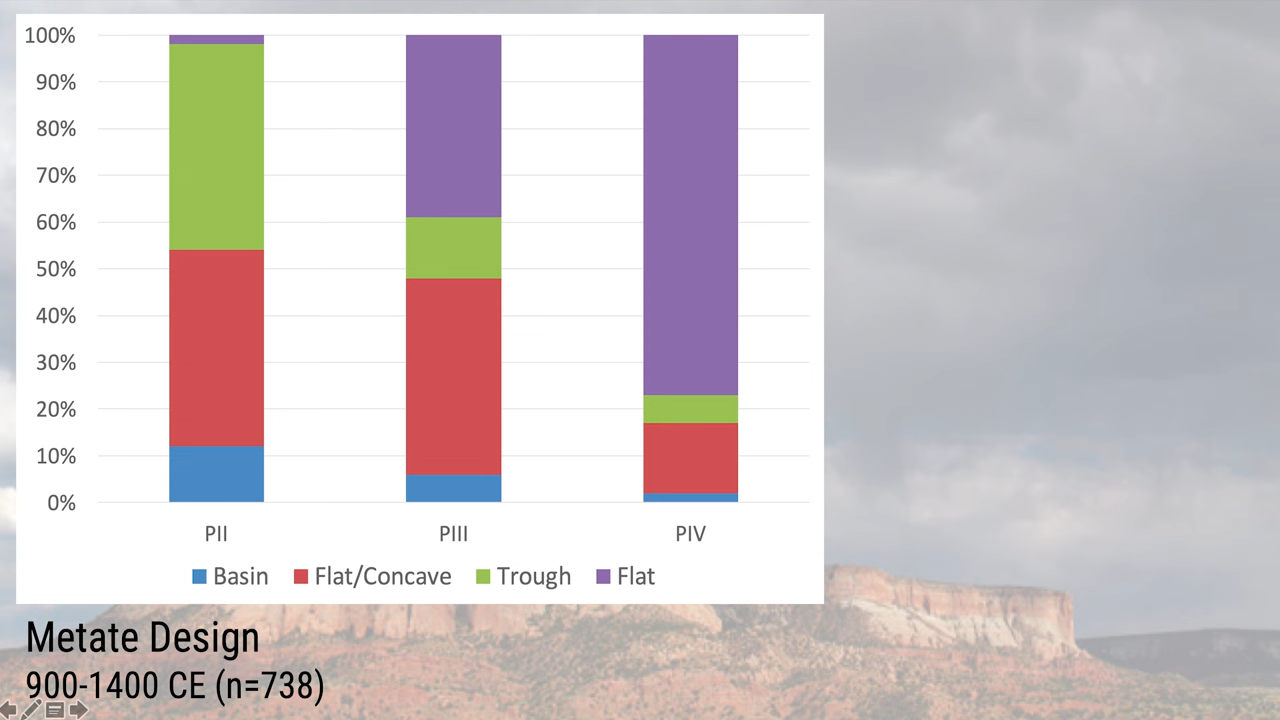 100%
90%
80%
70%
60%
50%
40%
30%
20%
10%
0%
PII PIII PIV
Basin Flat/Concave Trough Flat
Metate Design
900-1400 CE (n=738)